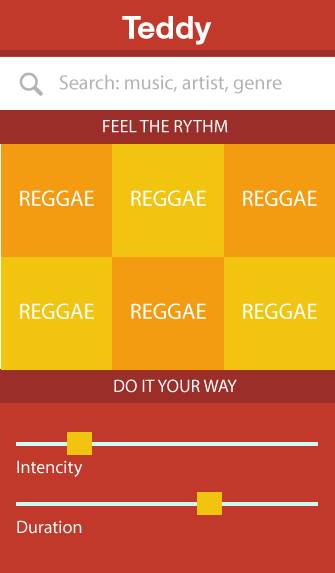 Teddy
Search: music, artist, genre
FEEL THE RYTHM
REGGAE REGGAE REGGAE
REGGAE REGGAE REGGAE
DO IT YOUR WAY
Intencity
Duration